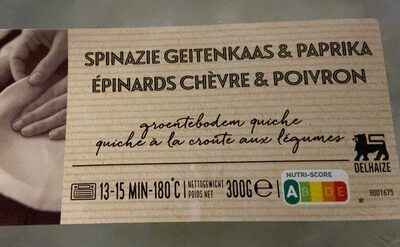 SPINAZIE GEITENKAAS & PAPRIKA
ÉPINARDS CHÈVRE & POIVRON
groentebodem quiche
quiche à la croûte aux légumes
DELHAIZE
13-15 MIN-180°C
NETTOGEWICHT
POIDS NET
300G e
NUTRI-SCORE
A B C D E
* 8001675